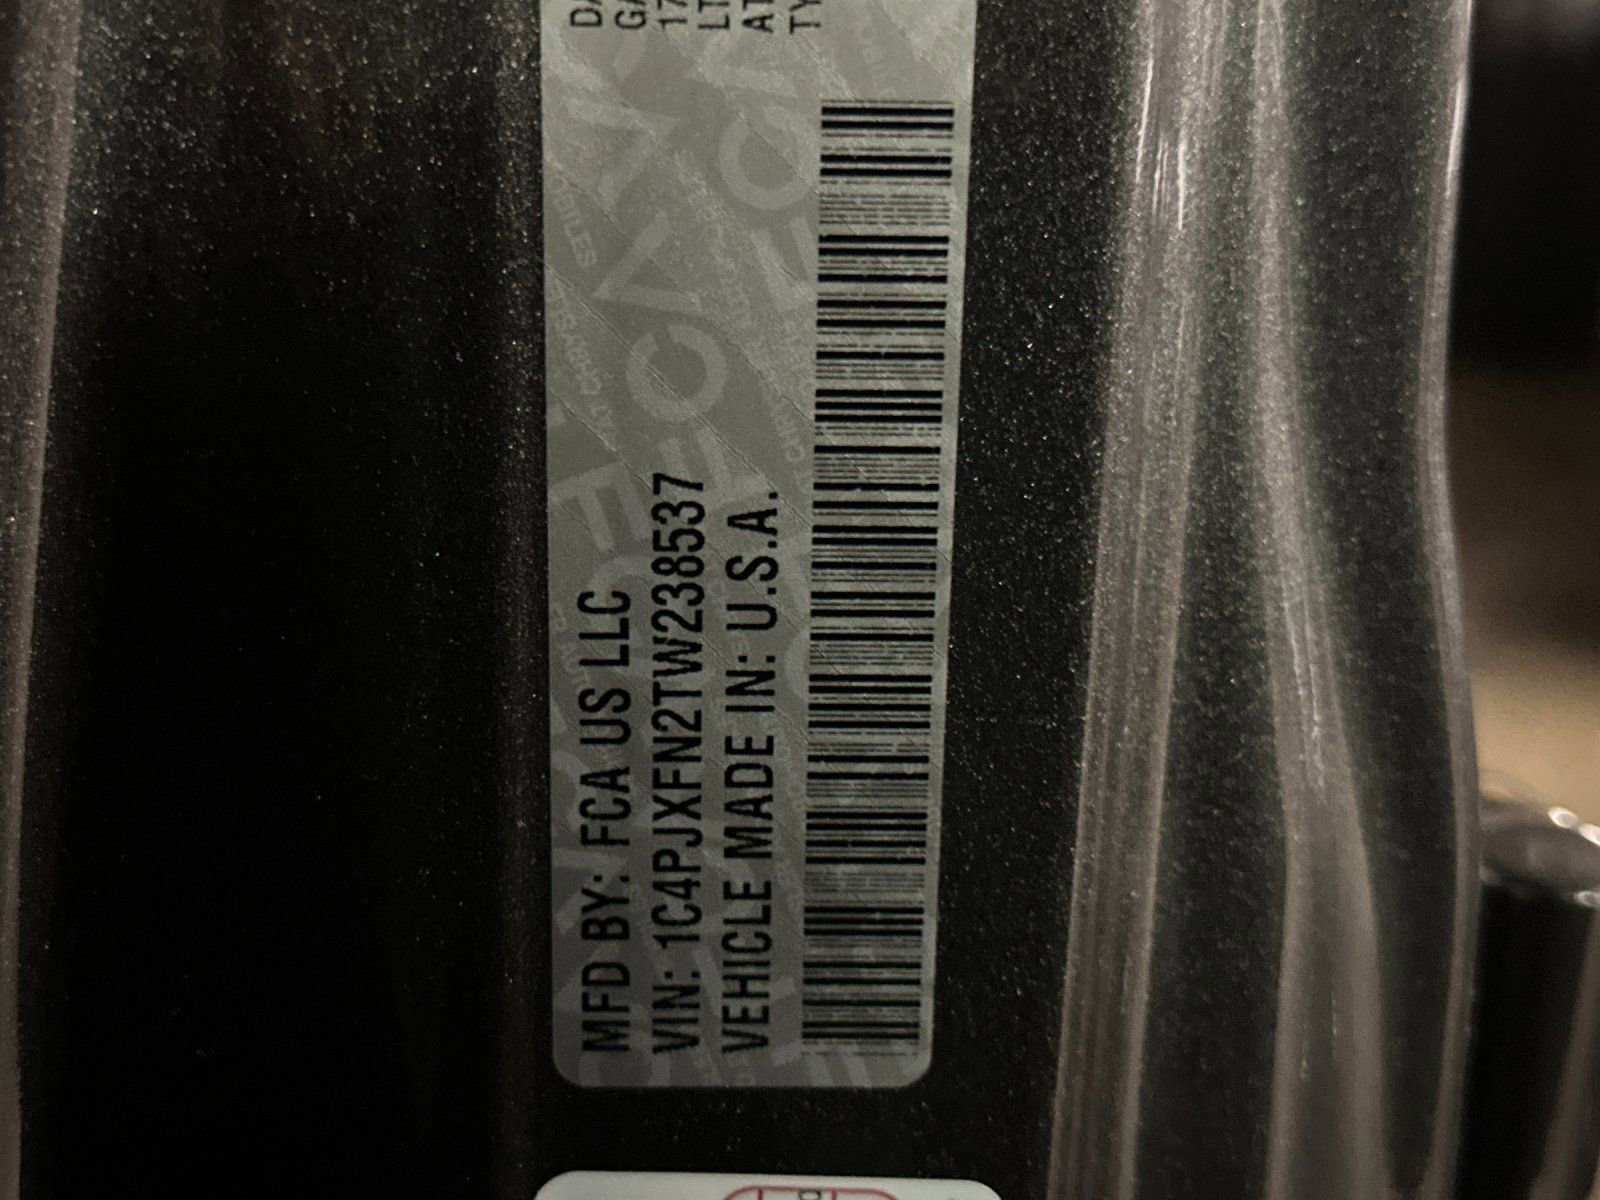 MFD BY: FCA US LLC
VIN: 1C4PJXFN2TW238537
VEHICLE MADE IN: U.S.A.